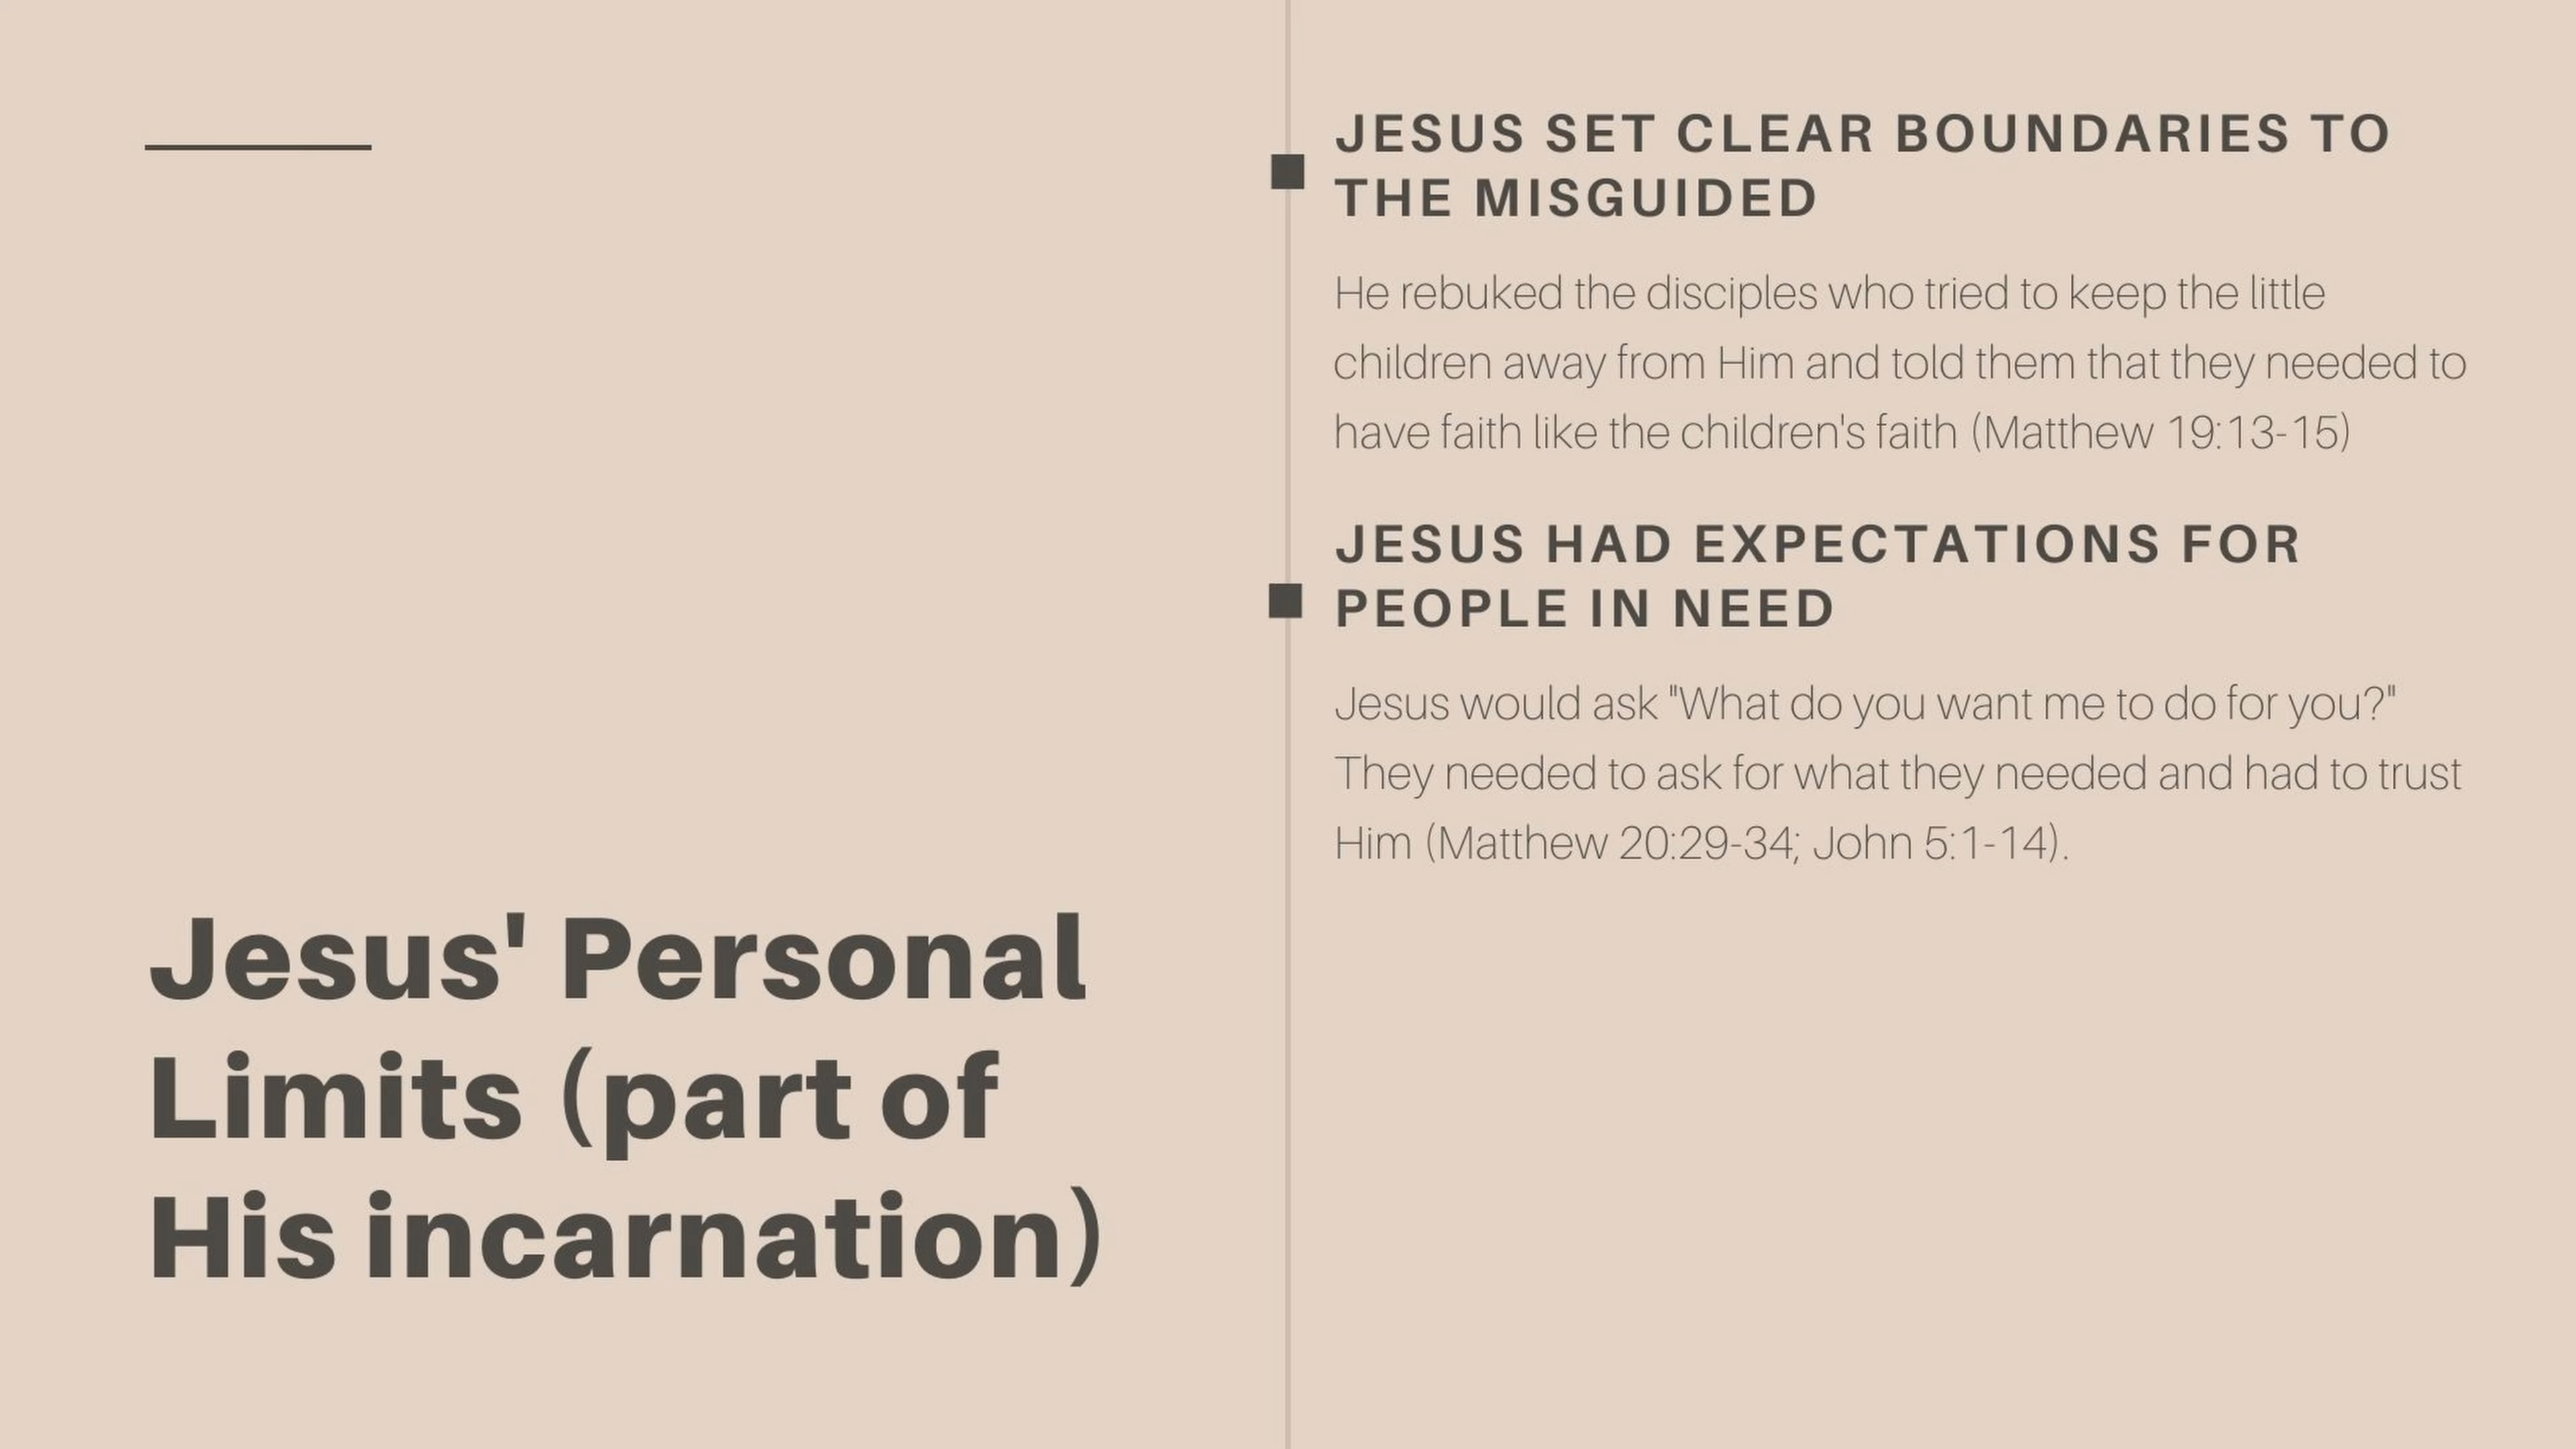 Jesus' Personal
Limits (part of
His incarnation)
JESUS SET CLEAR BOUNDARIES TO
THE MISGUIDED
He rebuked the disciples who tried to keep the little
children away from Him and told them that they needed to
have faith like the children's faith (Matthew 19:13-15)
JESUS HAD EXPECTATIONS FOR
PEOPLE IN NEED
Jesus would ask "What do you want me to do for you?"
They needed to ask for what they needed and had to trust
Him (Matthew 20:29-34; John 5:1-14).